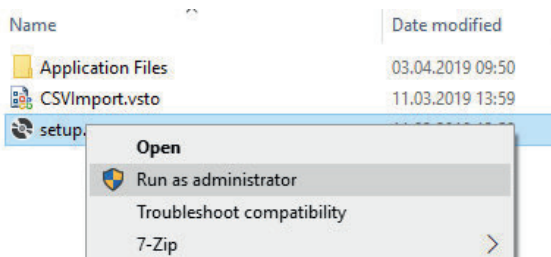 Name Date modified
Application Files 03.04.2019 09:50
CSVImport.vsto 11.03.2019 13:59
setup.
Open
Run as administrator
Troubleshoot compatibility
7-Zip